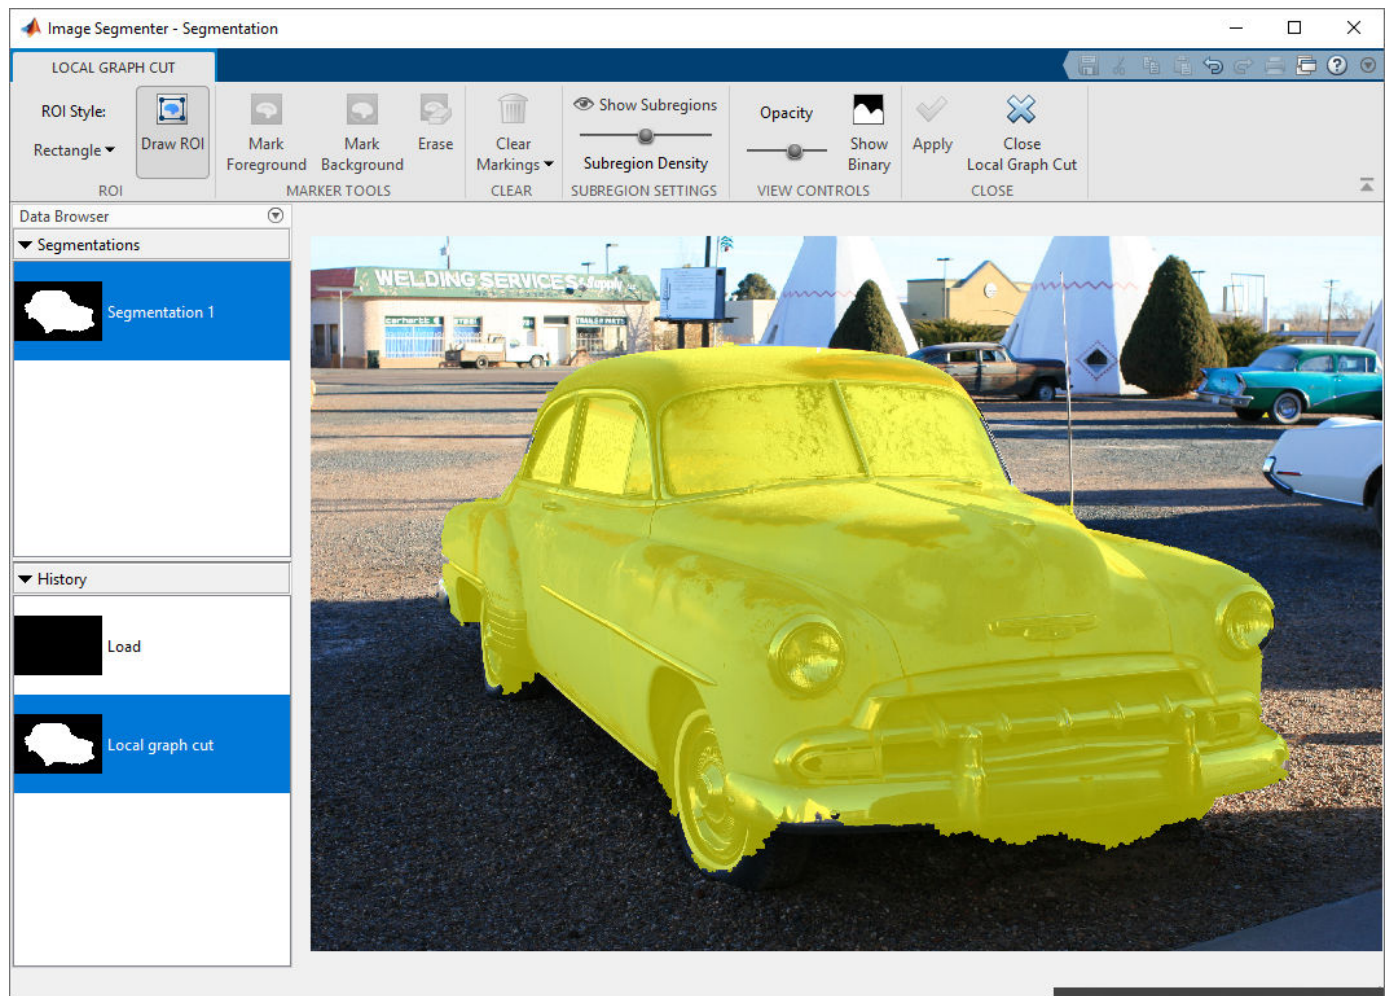 Image Segmenter - Segmentation
LOCAL GRAPH CUT
ROI Style:
Rectangle
Draw ROI
ROI
Mark Foreground
Mark Background
Erase
MARKER TOOLS
Clear Markings
CLEAR
Show Subregions
Subregion Density
SUBREGION SETTINGS
Opacity
Show Binary
VIEW CONTROLS
Apply
Close Local Graph Cut
CLOSE
Data Browser
Segmentations
Segmentation 1
History
Load
Local graph cut
WELDING SERVICES & Supply